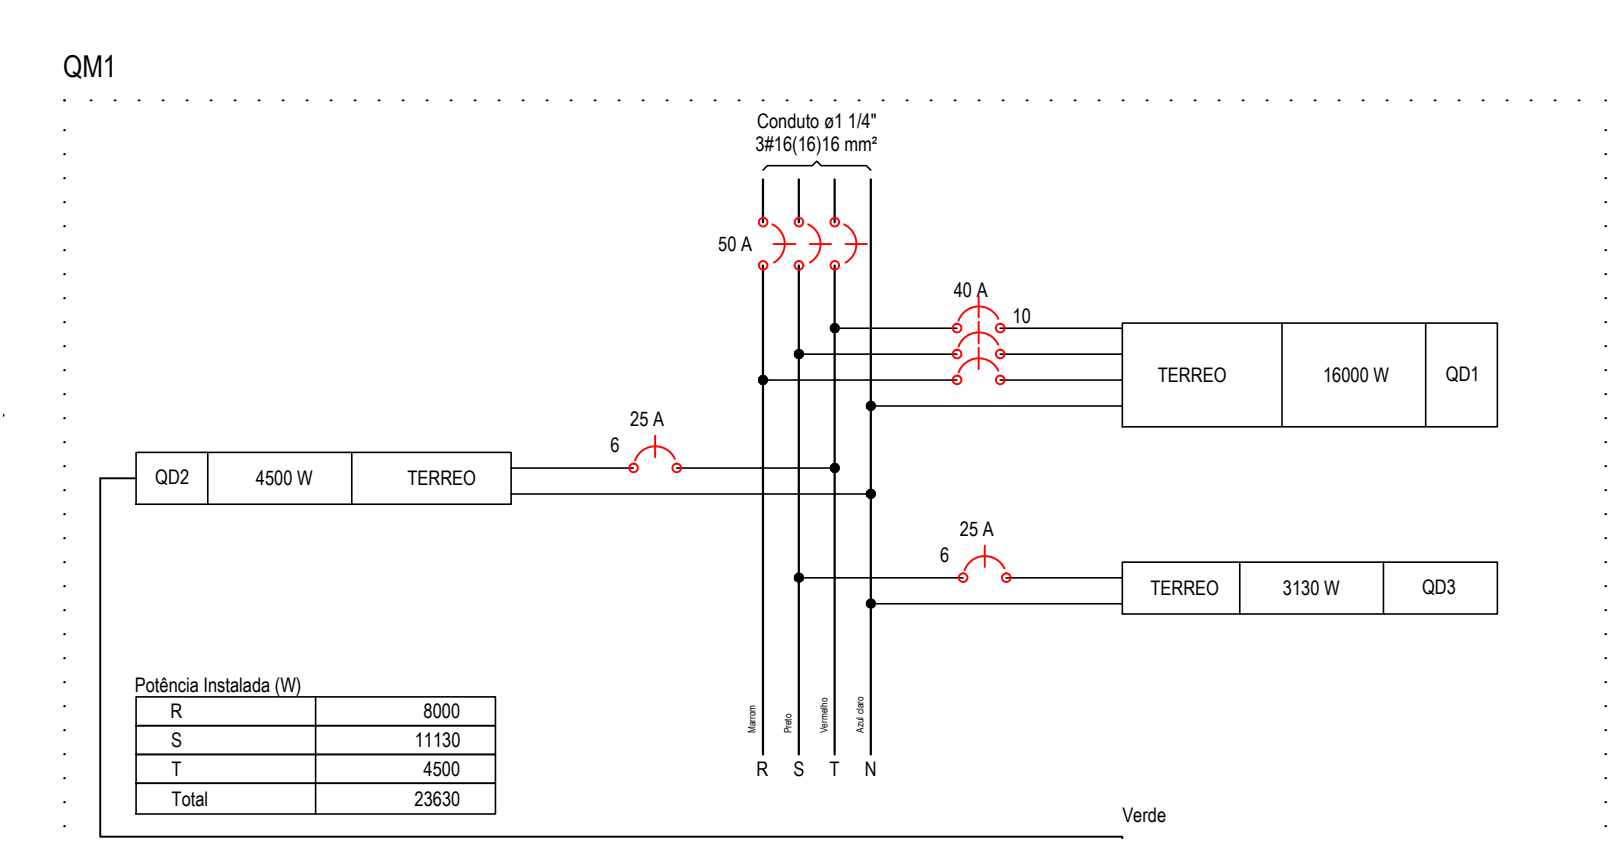 QM1
Conduto ø1 1/4"
3#16(16)16 mm²
50 A
40 A
10
TERREO 16000 W QD1
25 A
6
QD2 4500 W TERREO
25 A
6
TERREO 3130 W QD3
Potência Instalada (W)
R 8000
S 11130
T 4500
Total 23630
Marrom
Preto
Vermelho
Azul claro
R S T N
Verde